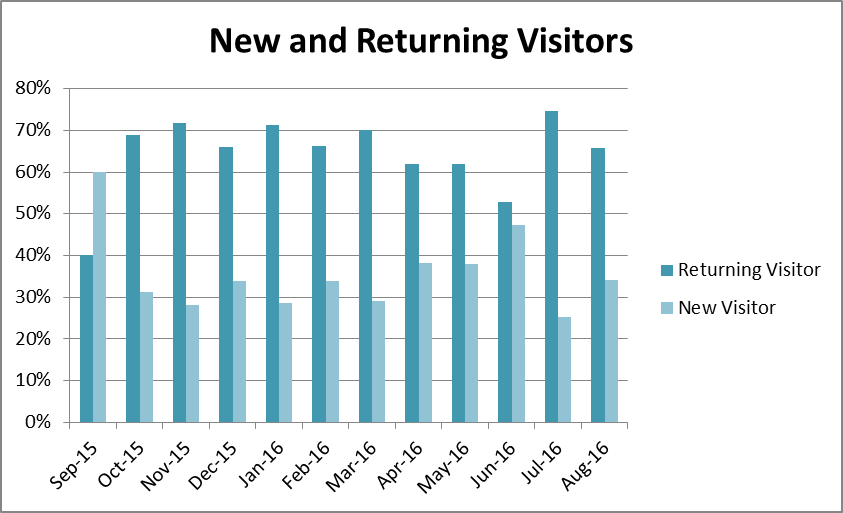 New and Returning Visitors
80%
70%
60%
50%
40%
30%
20%
10%
0%
Sep-15
Oct-15
Nov-15
Dec-15
Jan-16
Feb-16
Mar-16
Apr-16
May-16
Jun-16
Jul-16
Aug-16
Returning Visitor
New Visitor